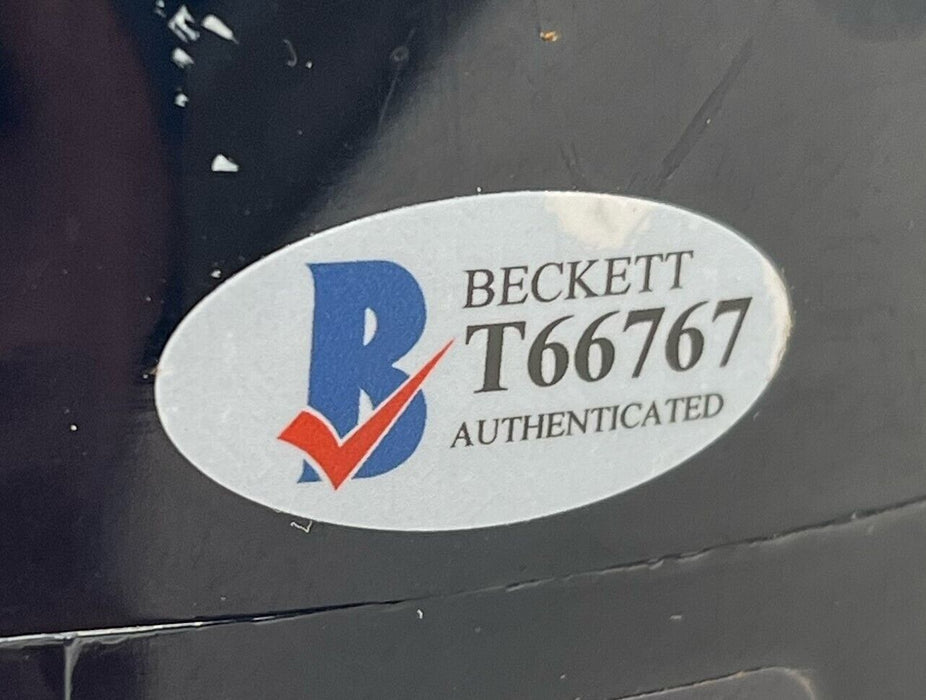 B
BECKETT
T66767
AUTHENTICATED